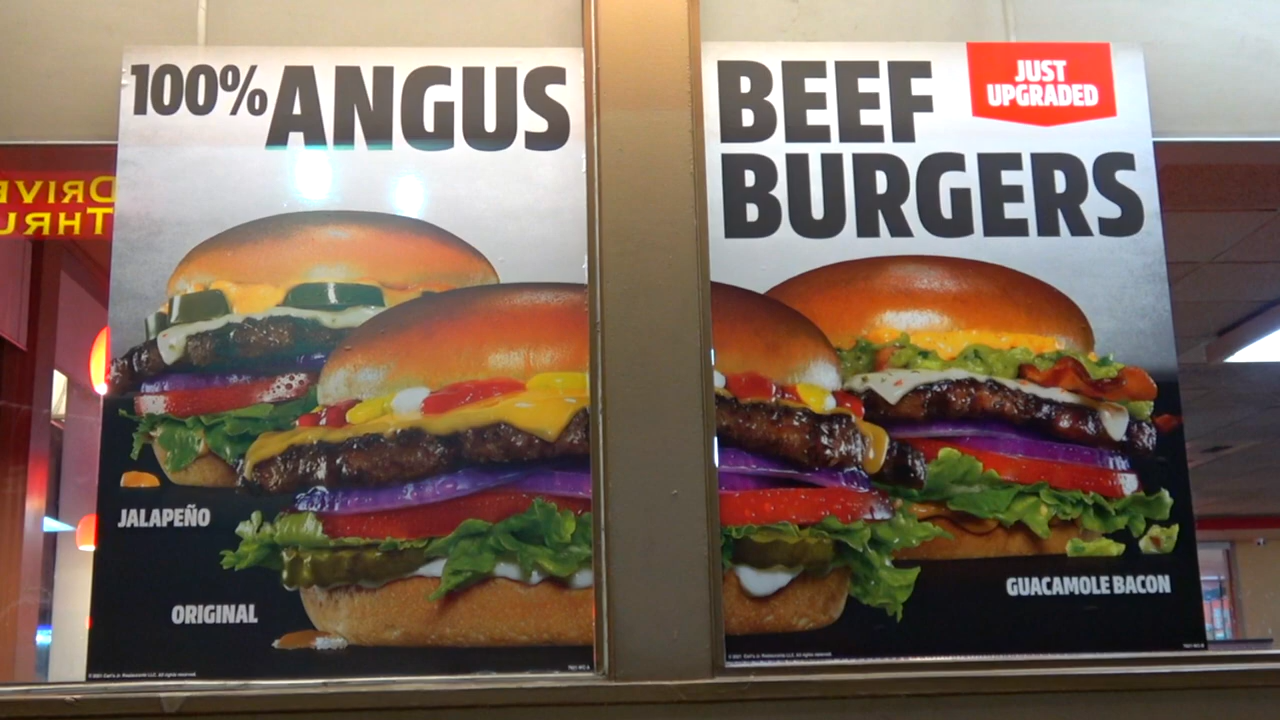 100% ANGUS
BEEF
BURGERS
JUST
UPGRADED
DRIVE
THRU
JALAPEÑO
ORIGINAL
GUACAMOLE BACON